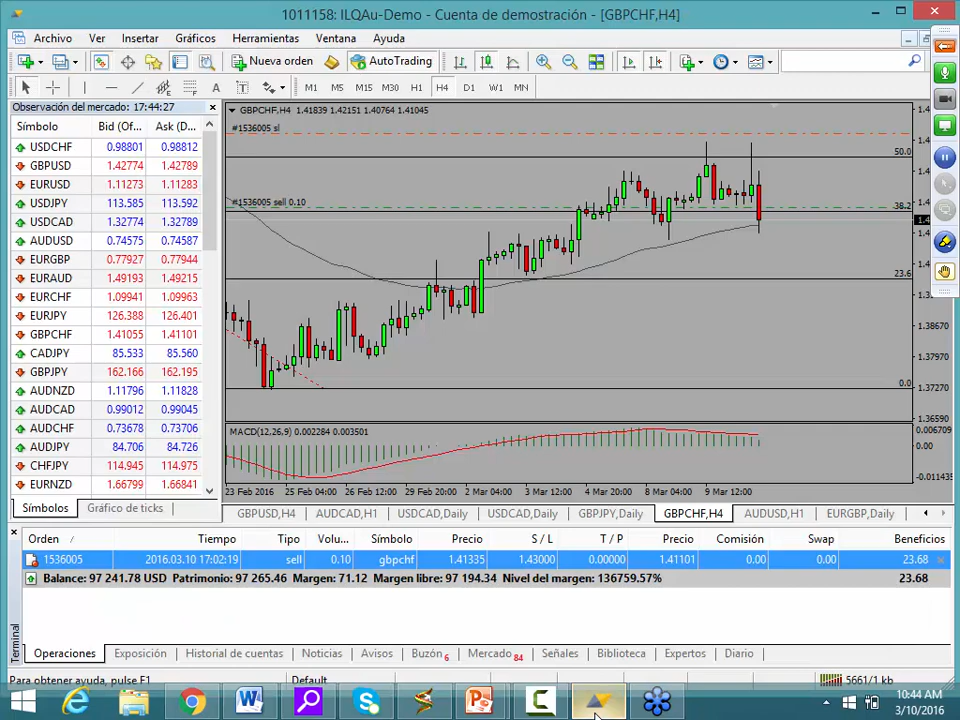 1011158: ILQAu-Demo - Cuenta de demostración - [GBPCHF,H4]
Archivo Ver Insertar Gráficos Herramientas Ventana Ayuda
Nueva orden AutoTrading
A T M1 M5 M15 M30 H1 H4 D1 W1 MN
Observación del mercado: 17:44:27
Símbolo Bid (Of... Ask (D...
USDCHF 0.98801 0.98812
GBPUSD 1.42774 1.42789
EURUSD 1.11273 1.11283
USDJPY 113.585 113.592
USDCAD 1.32774 1.32789
AUDUSD 0.74575 0.74587
EURGBP 0.77927 0.77944
EURAUD 1.49193 1.49215
EURCHF 1.09941 1.09963
EURJPY 126.388 126.401
GBPCHF 1.41055 1.41101
CADJPY 85.533 85.560
GBPJPY 162.166 162.195
AUDNZD 1.11796 1.11828
AUDCAD 0.99012 0.99045
AUDCHF 0.73678 0.73706
AUDJPY 84.706 84.726
CHFJPY 114.945 114.975
EURNZD 1.66799 1.66841
Símbolos Gráfico de ticks
GBPCHF,H4 1.41839 1.42151 1.40764 1.41045
#1536005 sl
50.0
#1536005 sell 0.10
38.2
23.6
1.38670
1.37970
1.37270
0.0
1.36590
MACD(12,26,9) 0.002284 0.003501
0.006709
0.00
-0.011435
23 Feb 2016 25 Feb 04:00 26 Feb 12:00 29 Feb 20:00 2 Mar 04:00 3 Mar 12:00 4 Mar 20:00 8 Mar 04:00 9 Mar 12:00
GBPUSD,H4 AUDCAD,H1 USDCAD,Daily USDCAD,Daily GBPJPY,Daily GBPCHF,H4 AUDUSD,H1 EURGBP,Daily
Orden Tiempo Tipo Volu... Símbolo Precio S / L T / P Precio Comisión Swap Beneficios
1536005 2016.03.10 17:02:19 sell 0.10 gbpchf 1.41335 1.43000 0.00000 1.41101 0.00 0.00 23.68
Balance: 97 241.78 USD Patrimonio: 97 265.46 Margen: 71.12 Margen libre: 97 194.34 Nivel del margen: 136759.57% 23.68
Terminal
Operaciones Exposición Historial de cuentas Noticias Avisos Buzón 6 Mercado 84 Señales Biblioteca Expertos Diario
Para obtener ayuda, pulse F1 Default 5661/1 kb
10:44 AM
3/10/2016